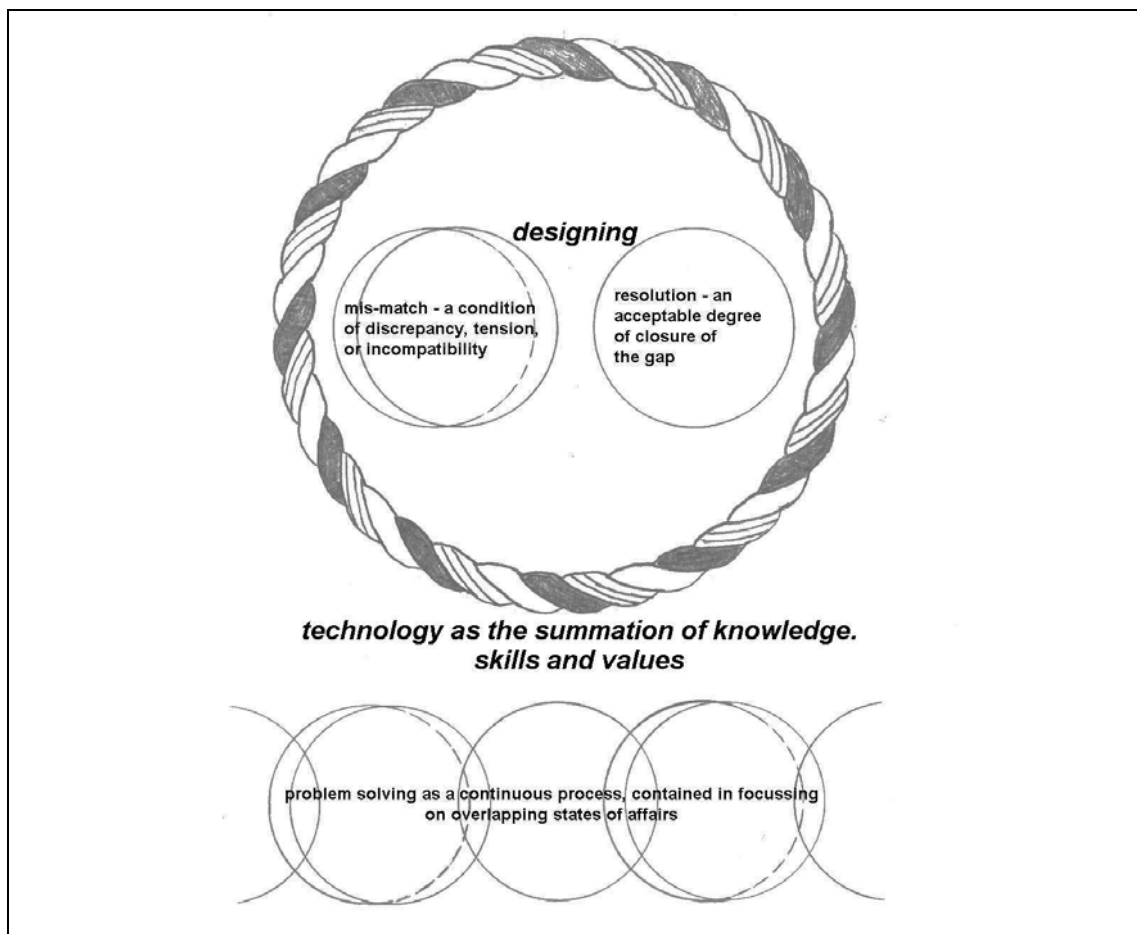 designing
mis-match - a condition
of discrepancy, tension,
or incompatibility
resolution - an
acceptable degree
of closure of
the gap
technology as the summation of knowledge.
skills and values
problem solving as a continuous process, contained in focussing
on overlapping states of affairs